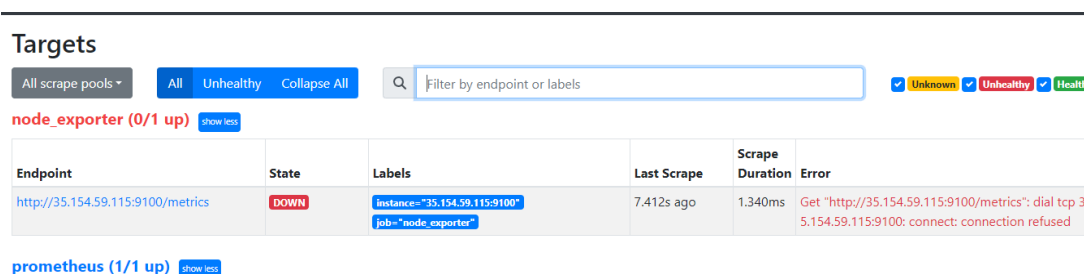 Targets
All scrape pools All Unhealthy Collapse All Filter by endpoint or labels Unknown Unhealthy Health
node_exporter (0/1 up) show less
Endpoint State Labels Last Scrape Scrape Duration Error
http://35.154.59.115:9100/metrics DOWN instance="35.154.59.115:9100" 7.412s ago 1.340ms Get "http://35.154.59.115:9100/metrics": dial tcp 3
job="node_exporter" 5.154.59.115:9100: connect: connection refused
prometheus (1/1 up) show less